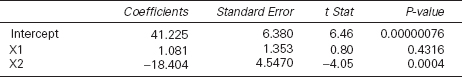 Coefficients Standard Error t Stat P-value
Intercept 41.225 6.380 6.46 0.00000076
X1 1.081 1.353 0.80 0.4316
X2 −18.404 4.5470 −4.05 0.0004